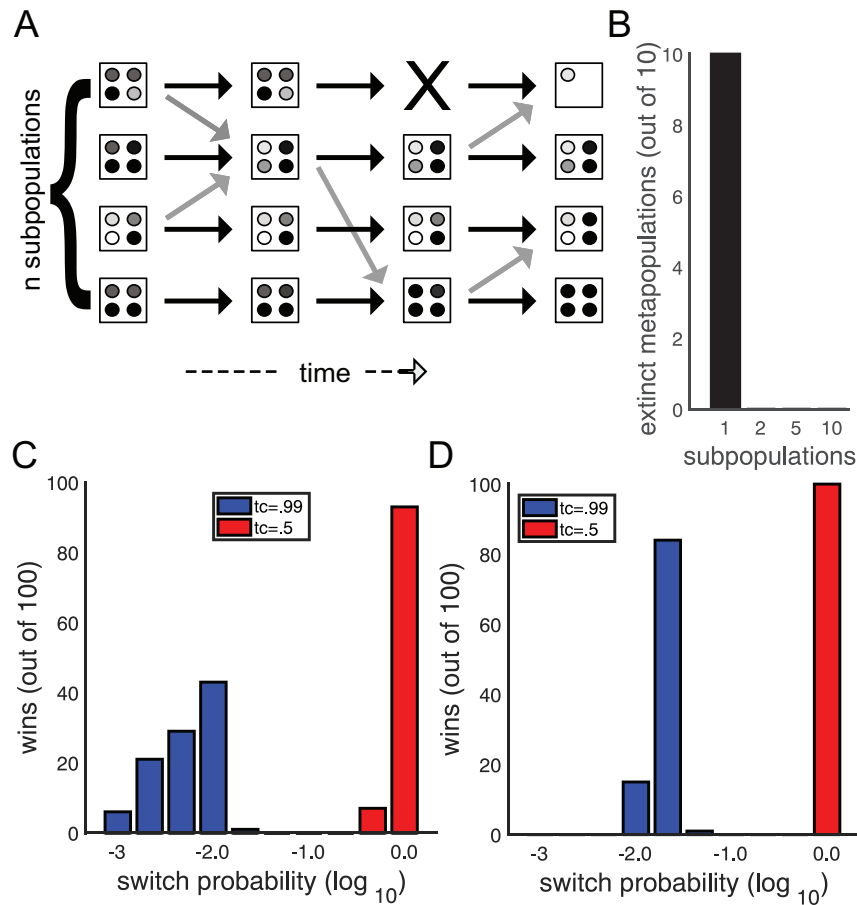 A
n subpopulations
X
time
B
extinct metapopulations (out of 10)
10
8
6
4
2
0
1 2 5 10
subpopulations
C
wins (out of 100)
100
80
60
40
20
0
tc=.99
tc=.5
-3 -2.0 -1.0 0.0
switch probability (log 10)
D
wins (out of 100)
100
80
60
40
20
0
tc=.99
tc=.5
-3 -2.0 -1.0 0.0
switch probability (log 10)